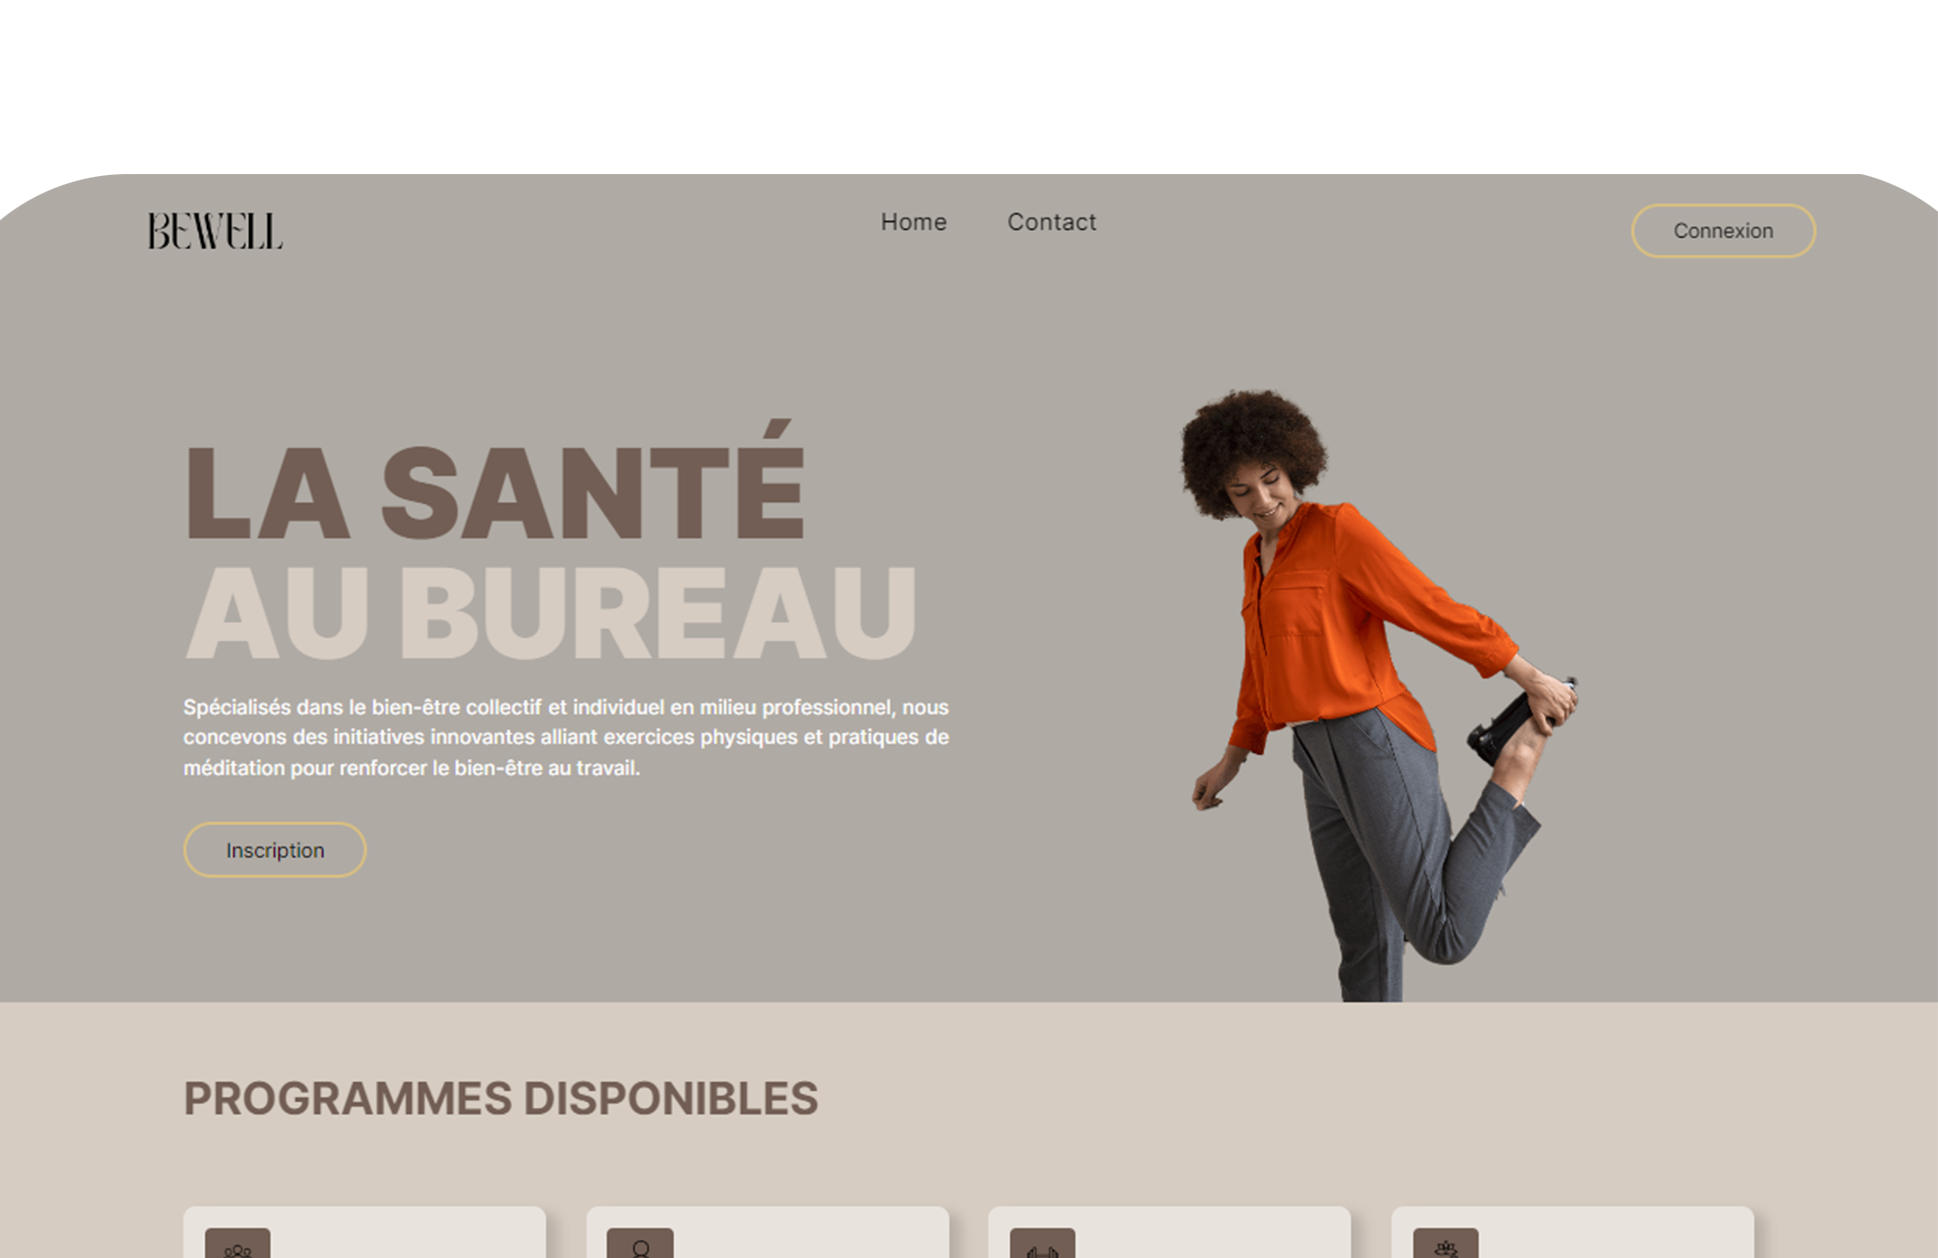 BEWELL
Home
Contact
Connexion
LA SANTÉ
AU BUREAU
Spécialisés dans le bien-être collectif et individuel en milieu professionnel, nous
concevons des initiatives innovantes alliant exercices physiques et pratiques de
méditation pour renforcer le bien-être au travail.
Inscription
PROGRAMMES DISPONIBLES